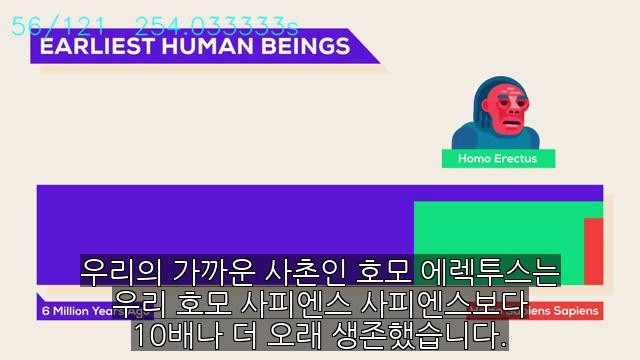 56/121 254.033333s
EARLIEST HUMAN BEINGS
Homo Erectus
우리의 가까운 사촌인 호모 에렉투스는
우리 호모 사피엔스 사피엔스보다
10배나 더 오래 생존했습니다.
6 Million Years Ago
Sapiens Sapiens